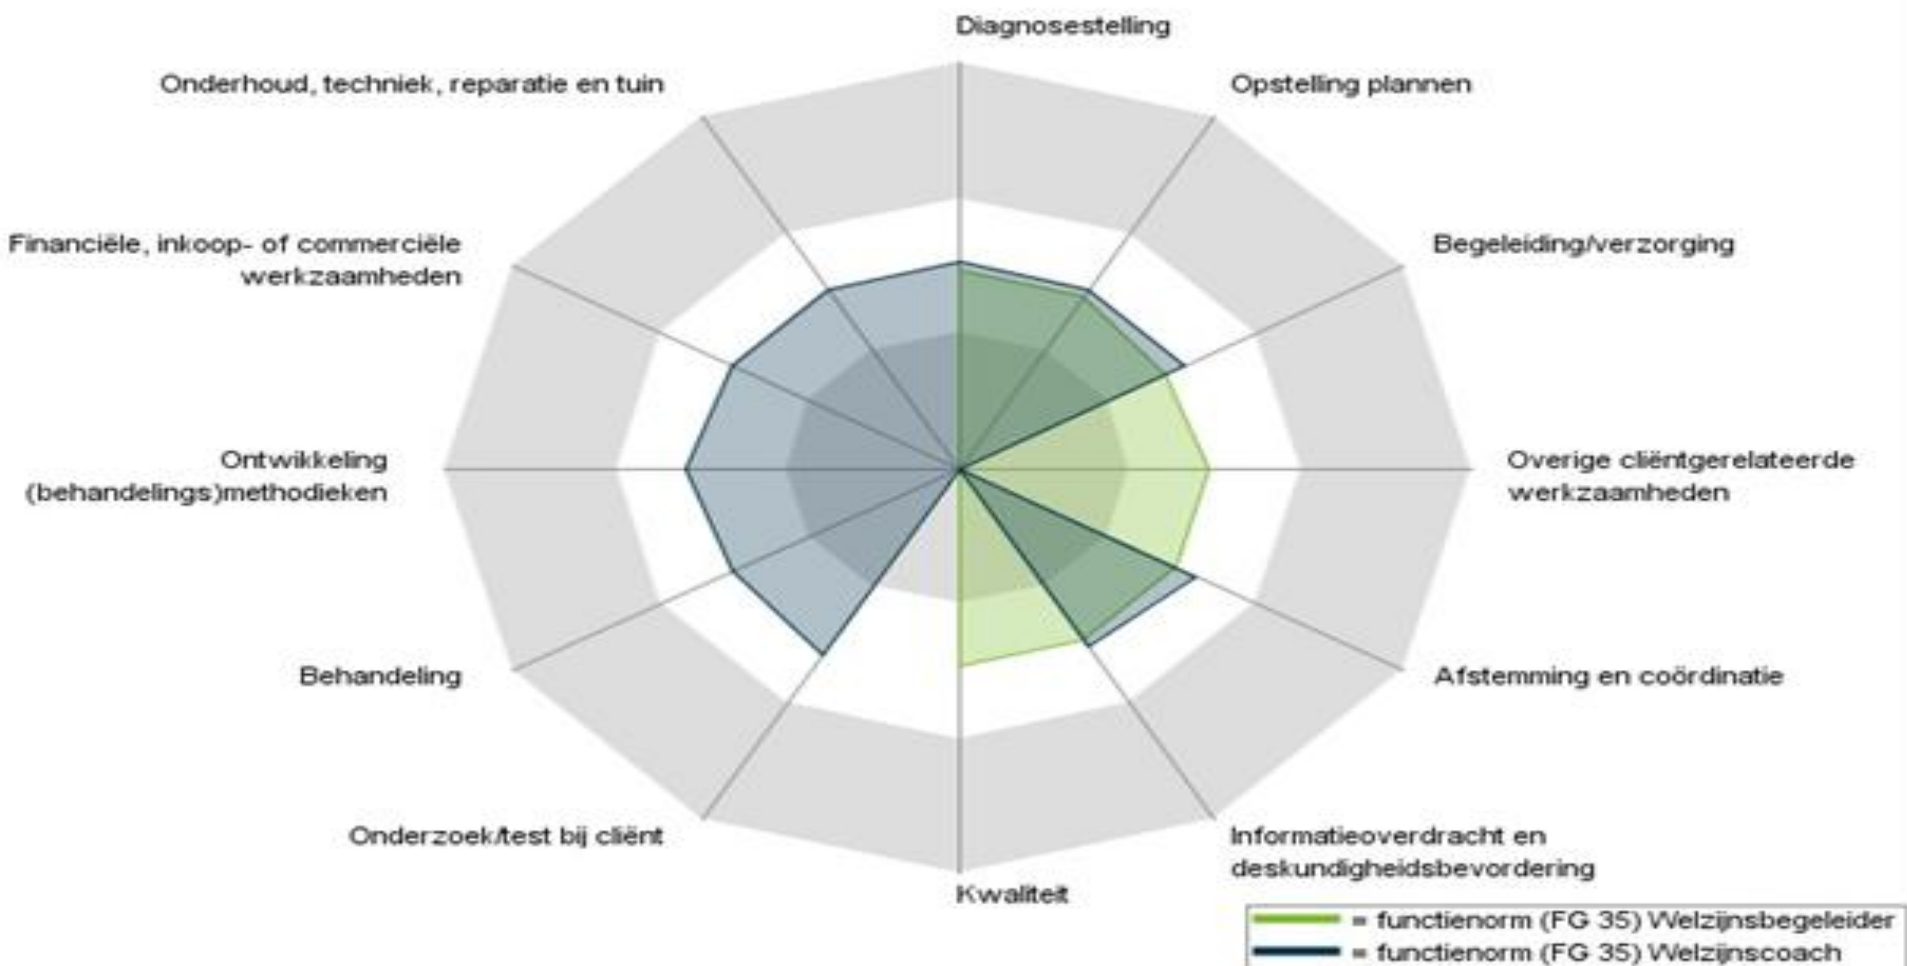 Diagnosestelling
Onderhoud, techniek, reparatie en tuin
Opstelling plannen
Financiële, inkoop- of commerciële
werkzaamheden
Begeleiding/verzorging
Ontwikkeling
(behandelings)methodieken
Overige cliëntgerelateerde
werkzaamheden
Behandeling
Afstemming en coördinatie
Onderzoek/test bij cliënt
Informatieoverdracht en
deskundigheidsbevordering
Kwaliteit
= functienorm (FG 35) Welzijnsbegeleider
= functienorm (FG 35) Welzijnscoach